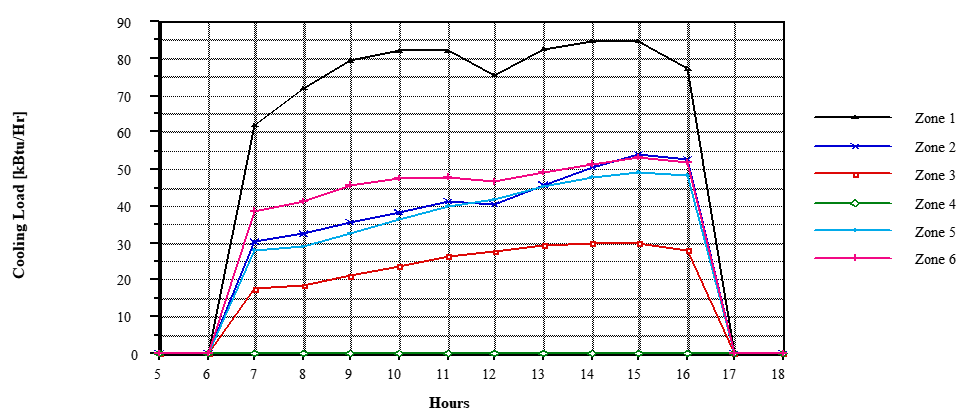 90
80
70
60
50
40
30
20
10
0
Cooling Load [kBtu/Hr]
5 6 7 8 9 10 11 12 13 14 15 16 17 18
Hours
Zone 1
Zone 2
Zone 3
Zone 4
Zone 5
Zone 6